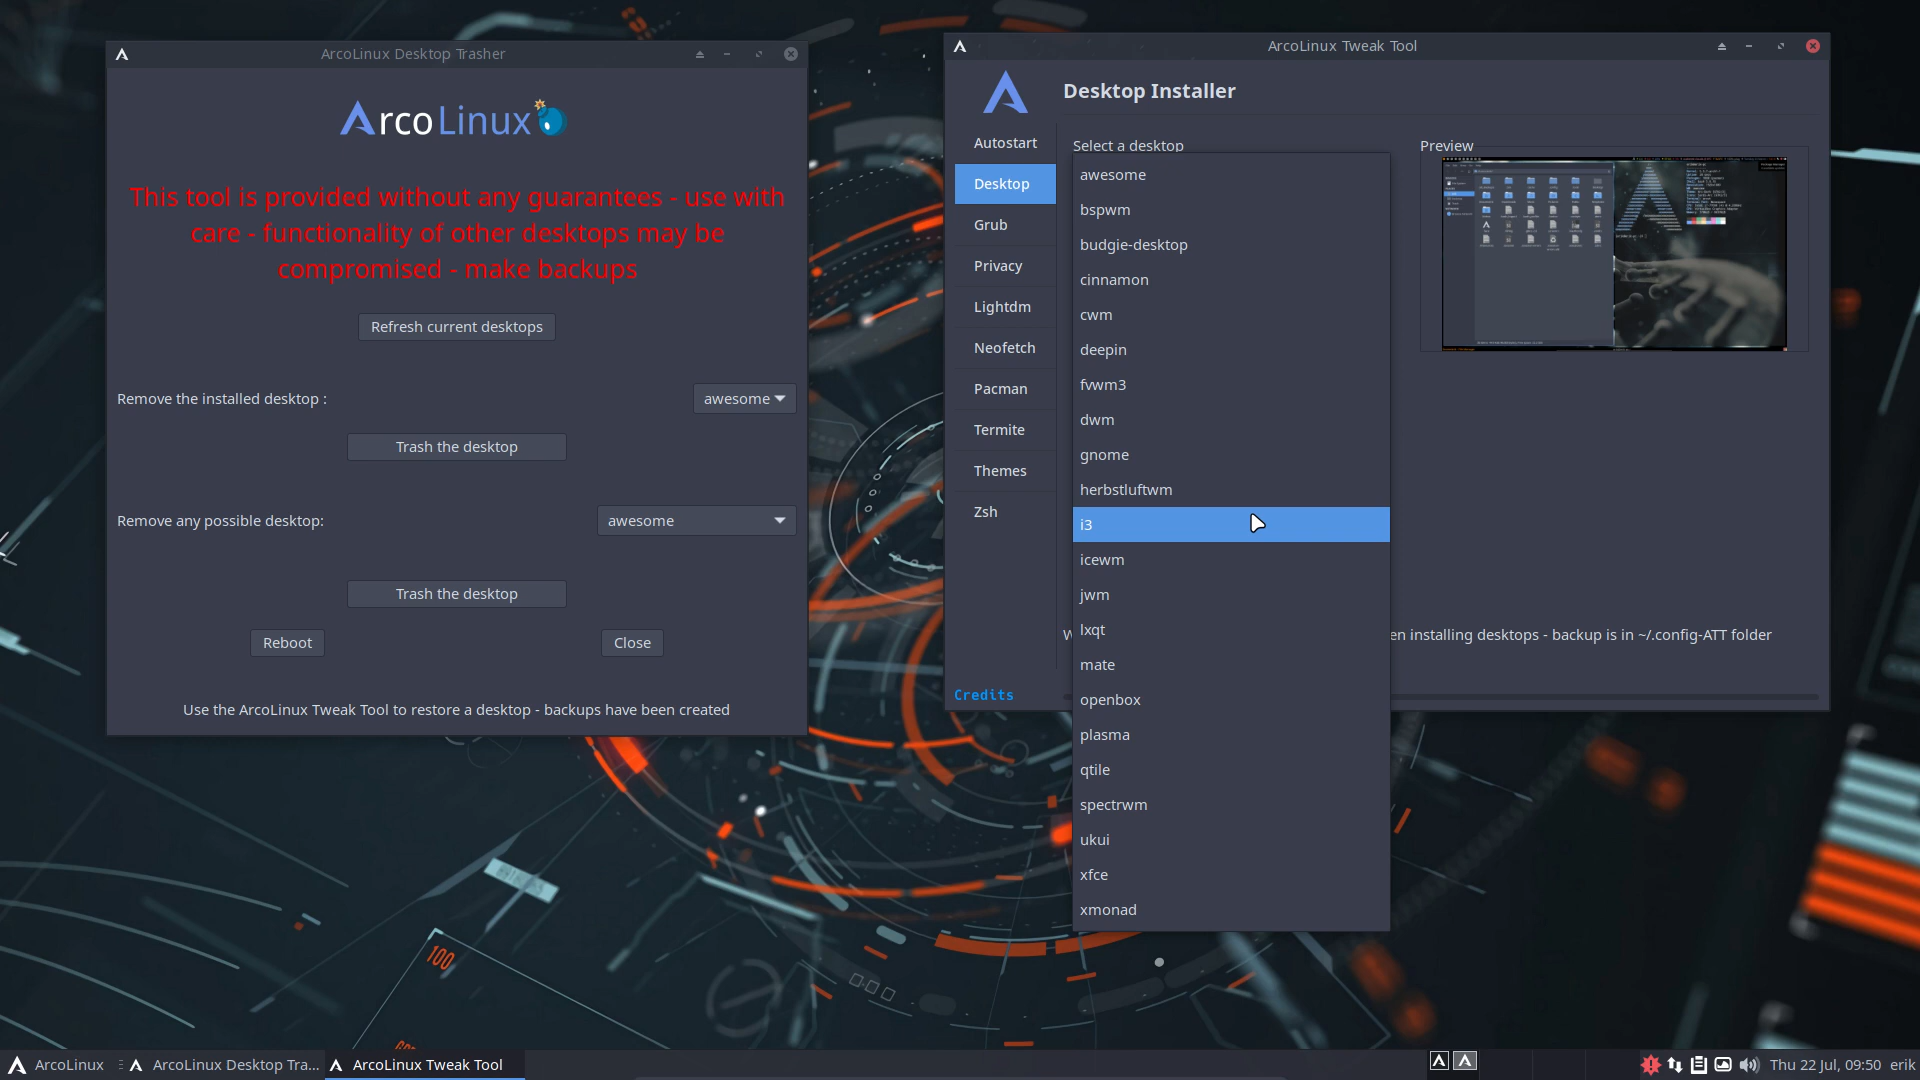 ArcoLinux Desktop Trasher
ArcoLinux
This tool is provided without any guarantees - use with
care - functionality of other desktops may be
compromised - make backups
Refresh current desktops
Remove the installed desktop :
awesome
Trash the desktop
Remove any possible desktop:
awesome
Trash the desktop
Reboot
Close
Use the ArcoLinux Tweak Tool to restore a desktop - backups have been created
ArcoLinux Tweak Tool
Desktop Installer
Autostart
Desktop
Grub
Privacy
Lightdm
Neofetch
Pacman
Termite
Themes
Zsh
Credits
Select a desktop
awesome
bspwm
budgie-desktop
cinnamon
cwm
deepin
fvwm3
dwm
gnome
herbstluftwm
i3
icewm
jwm
lxqt
mate
openbox
plasma
qtile
spectrwm
ukui
xfce
xmonad
Preview
en installing desktops - backup is in ~/.config-ATT folder
100
ArcoLinux
ArcoLinux Desktop Tra...
ArcoLinux Tweak Tool
Thu 22 Jul, 09:50
erik